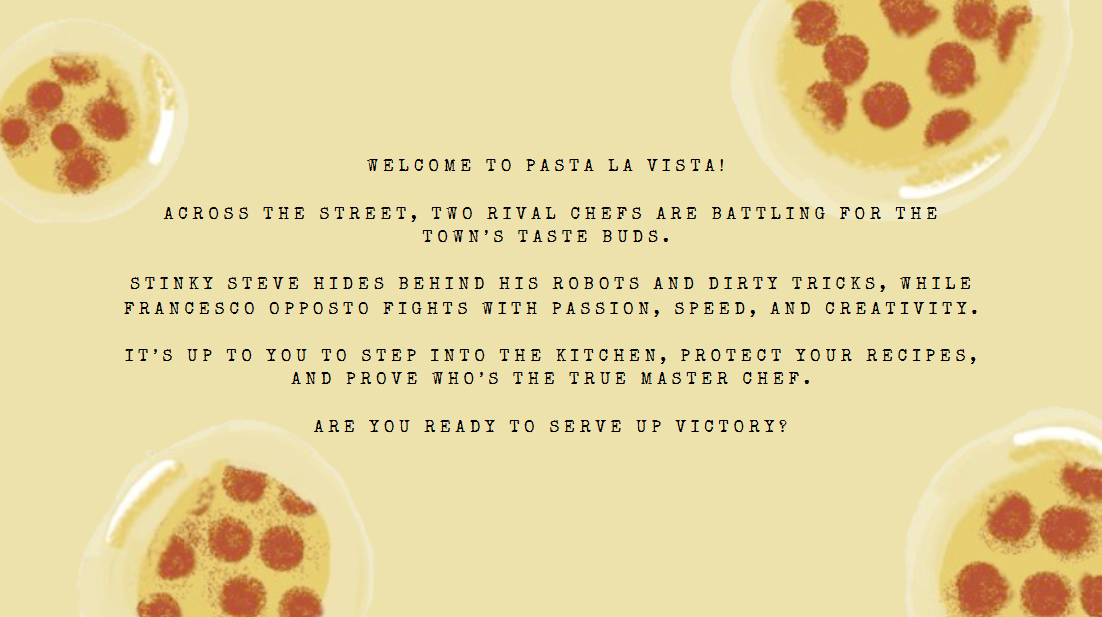 WELCOME TO PASTA LA VISTA!
ACROSS THE STREET, TWO RIVAL CHEFS ARE BATTLING FOR THE
TOWN'S TASTE BUDS.
STINKY STEVE HIDES BEHIND HIS ROBOTS AND DIRTY TRICKS, WHILE
FRANCESCO OPPOSTO FIGHTS WITH PASSION, SPEED, AND CREATIVITY.
IT'S UP TO YOU TO STEP INTO THE KITCHEN, PROTECT YOUR RECIPES,
AND PROVE WHO'S THE TRUE MASTER CHEF.
ARE YOU READY TO SERVE UP VICTORY?